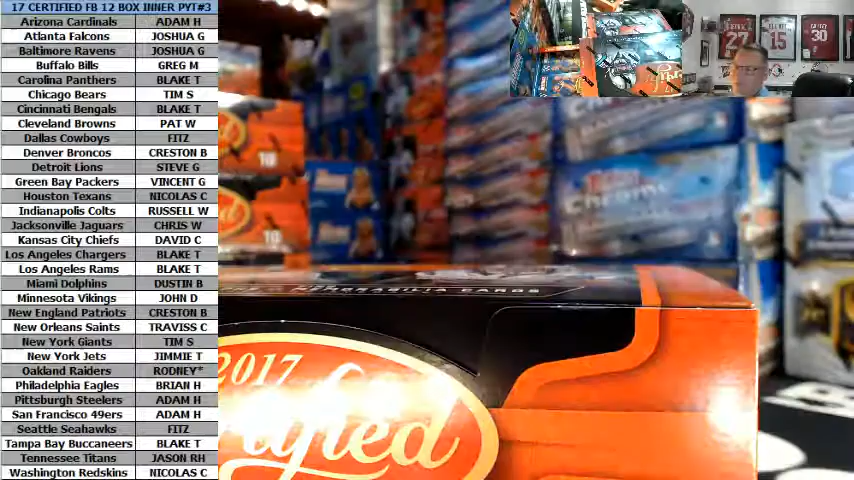 17 CERTIFIED FB 12 BOX INNER PYT#3
Arizona Cardinals ADAM H
Atlanta Falcons JOSHUA G
Baltimore Ravens JOSHUA G
Buffalo Bills GREG M
Carolina Panthers BLAKE T
Chicago Bears TIM S
Cincinnati Bengals BLAKE T
Cleveland Browns PAT W
Dallas Cowboys FITZ
Denver Broncos CRESTON B
Detroit Lions STEVE G
Green Bay Packers VINCENT G
Houston Texans NICOLAS C
Indianapolis Colts RUSSELL W
Jacksonville Jaguars CHRIS W
Kansas City Chiefs DAVID C
Los Angeles Chargers BLAKE T
Los Angeles Rams BLAKE T
Miami Dolphins DUSTIN B
Minnesota Vikings JOHN D
New England Patriots CRESTON B
New Orleans Saints TRAVISS C
New York Giants TIM S
New York Jets JIMMIE T
Oakland Raiders RODNEY*
Philadelphia Eagles BRIAN H
Pittsburgh Steelers ADAM H
San Francisco 49ers ADAM H
Seattle Seahawks FITZ
Tampa Bay Buccaneers BLAKE T
Tennessee Titans JASON RH
Washington Redskins NICOLAS C
27
15
30
10
10
Chrome
MEMORABILIA CARDS
2017